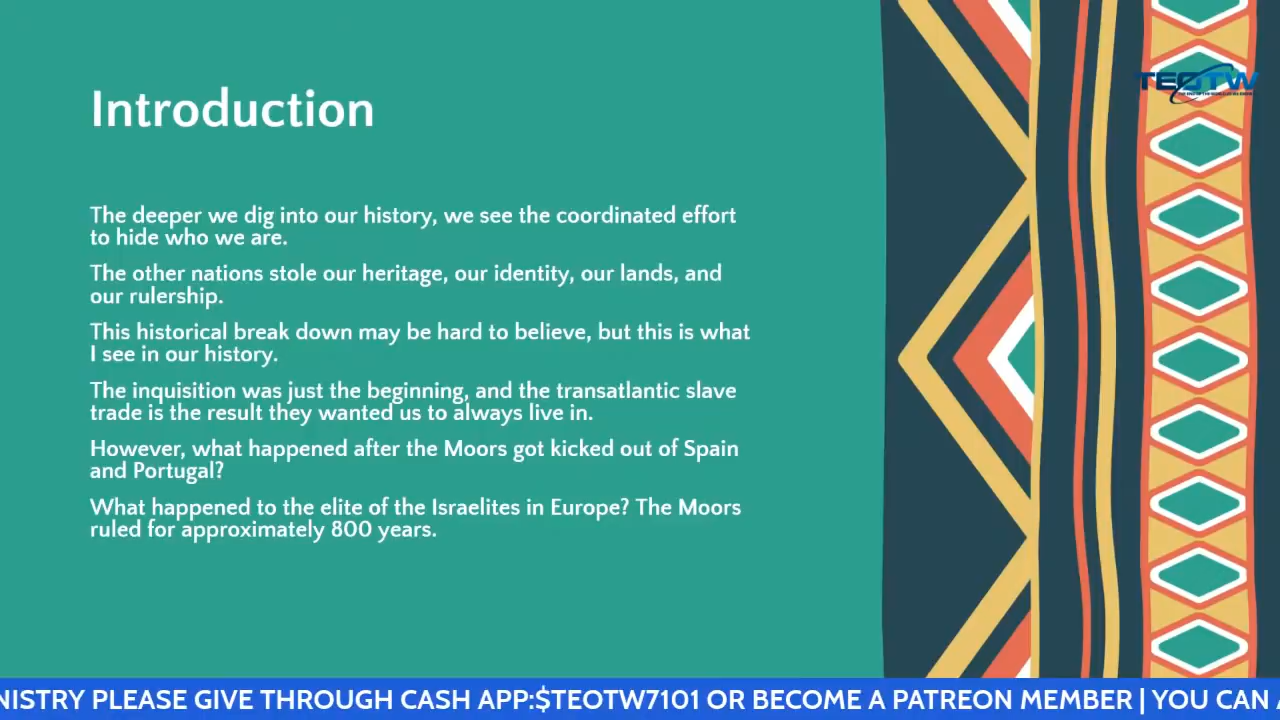 TEOTW
Introduction
The deeper we dig into our history, we see the coordinated effort
to hide who we are.
The other nations stole our heritage, our identity, our lands, and
our rulership.
This historical break down may be hard to believe, but this is what
I see in our history.
The inquisition was just the beginning, and the transatlantic slave
trade is the result they wanted us to always live in.
However, what happened after the Moors got kicked out of Spain
and Portugal?
What happened to the elite of the Israelites in Europe? The Moors
ruled for approximately 800 years.
NISTRY PLEASE GIVE THROUGH CASH APP:$TEOTW7101 OR BECOME A PATREON MEMBER | YOU CAN